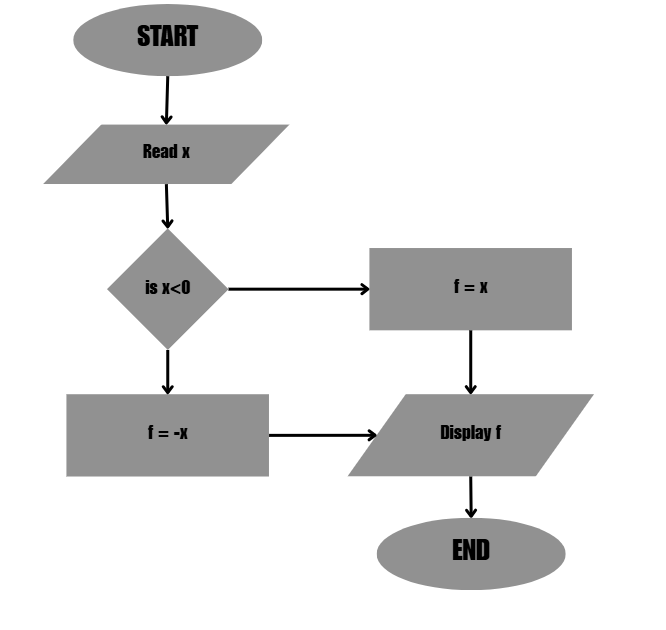 START
Read x
is x<0
f = x
f = -x
Display f
END